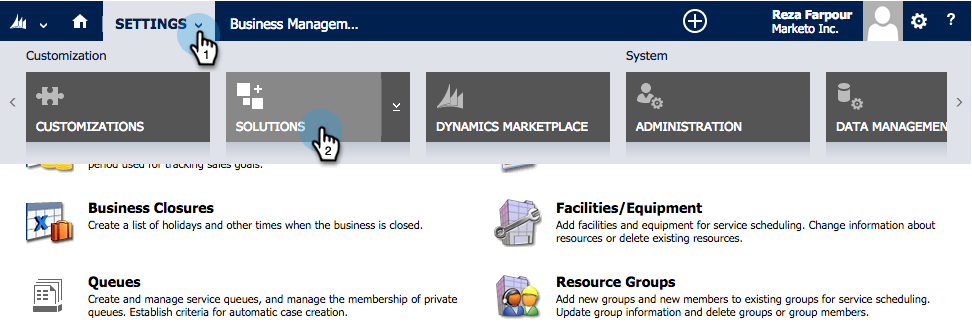 SETTINGS
Business Managem...
Reza Farpour
Marketo Inc.
?
1
Customization
System
CUSTOMIZATIONS
SOLUTIONS
DYNAMICS MARKETPLACE
ADMINISTRATION
DATA MANAGEMEN
2
period used for tracking sales goals.
Business Closures
Create a list of holidays and other times when the business is closed.
Facilities/Equipment
Add facilities and equipment for service scheduling. Change information about
resources or delete existing resources.
Queues
Create and manage service queues, and manage the membership of private
queues. Establish criteria for automatic case creation.
Resource Groups
Add new groups and new members to existing groups for service scheduling.
Update group information and delete groups or group members.